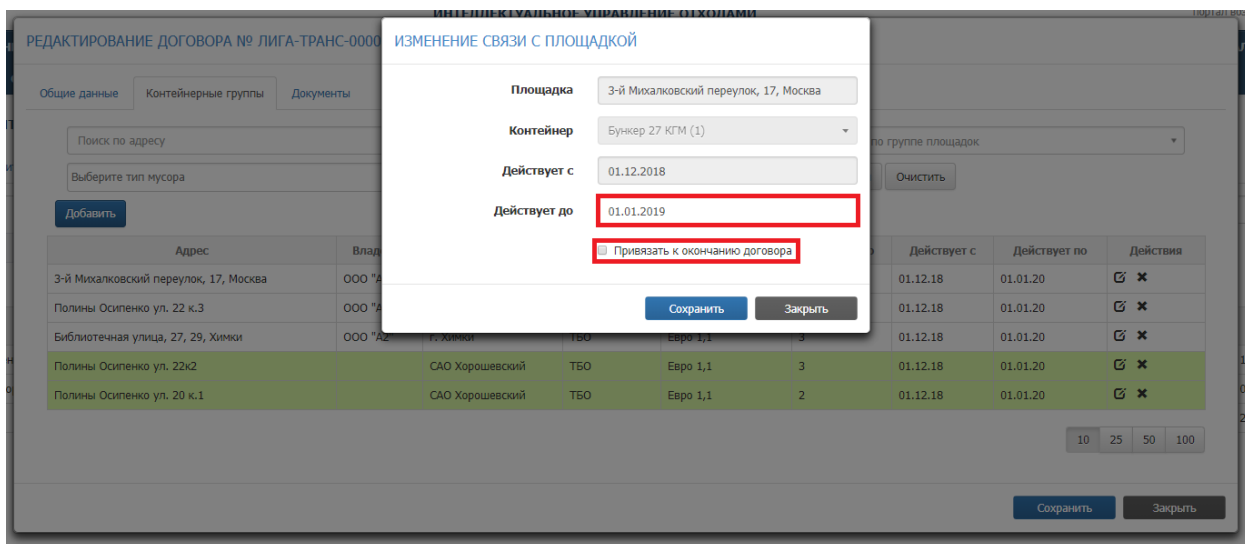 ИНТЕЛЛЕКТУАЛЬНОЕ УПРАВЛЕНИЕ ОТХОДАМИ
РЕДАКТИРОВАНИЕ ДОГОВОРА № ЛИГА-ТРАНС-0000
ИЗМЕНЕНИЕ СВЯЗИ С ПЛОЩАДКОЙ
Общие данные Контейнерные группы Документы
Площадка 3-й Михалковский переулок, 17, Москва
Контейнер Бункер 27 КГМ (1)
Поиск по адресу по группе площадок
Действует с 01.12.2018
Выберите тип мусора Очистить
Действует до 01.01.2019
Добавить
Привязать к окончанию договора
Адрес Действует с Действует по Действия
3-й Михалковский переулок, 17, Москва ООО 01.12.18 01.01.20
Сохранить Закрыть
Полины Осипенко ул. 22 к.3 ООО 01.12.18 01.01.20
Библиотечная улица, 27, 29, Химки ООО "А2" г. Химки ТБО Евро 1,1 3 01.12.18 01.01.20
Полины Осипенко ул. 22к2 САО Хорошевский ТБО Евро 1,1 3 01.12.18 01.01.20
Полины Осипенко ул. 20 к.1 САО Хорошевский ТБО Евро 1,1 2 01.12.18 01.01.20
10 25 50 100
Сохранить Закрыть